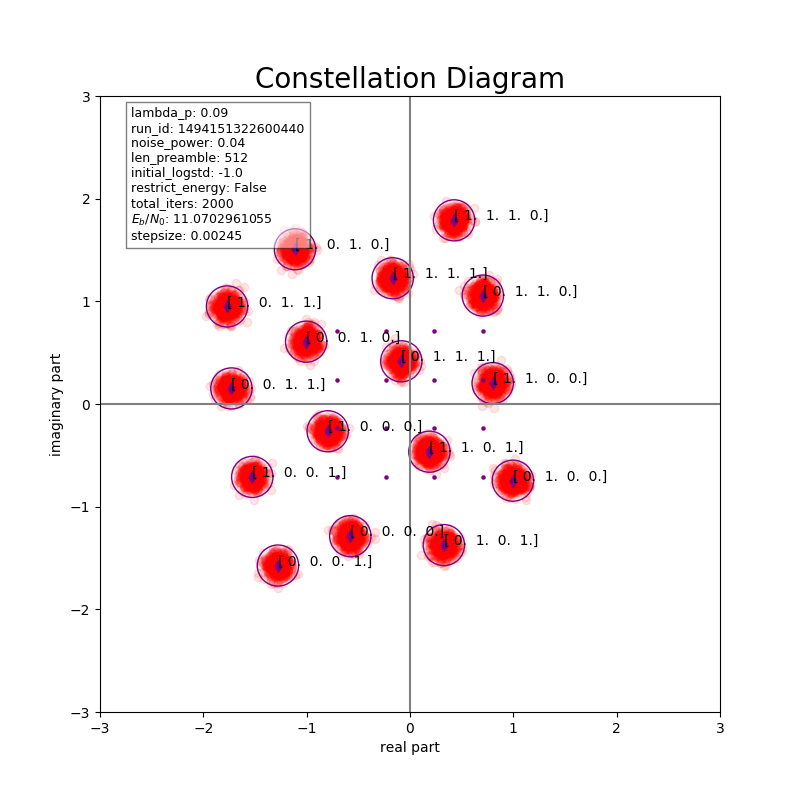 Constellation Diagram
3
lambda_p: 0.09
run_id: 1494151322600440
noise_power: 0.04
len_preamble: 512
initial_logstd: -1.0
restrict_energy: False
total_iters: 2000
E_b/N_0: 11.0702961055
stepsize: 0.00245
2
[ 1. 1. 1. 0.]
[ 1. 0. 1. 0.]
[ 1. 1. 1. 1.]
[ 0. 1. 1. 0.]
1
[ 1. 0. 1. 1.]
[ 0. 0. 1. 0.]
[ 0. 1. 1. 1.]
[ 1. 1. 0. 0.]
[ 0. 0. 1. 1.]
0
imaginary part
[ 1. 0. 0. 0.]
[ 1. 1. 0. 1.]
[ 1. 0. 0. 1.]
[ 0. 1. 0. 0.]
−1
[ 0. 0. 0. 0.]
[ 0. 1. 0. 1.]
[ 0. 0. 0. 1.]
−2
−3
−3 −2 −1 0 1 2 3
real part